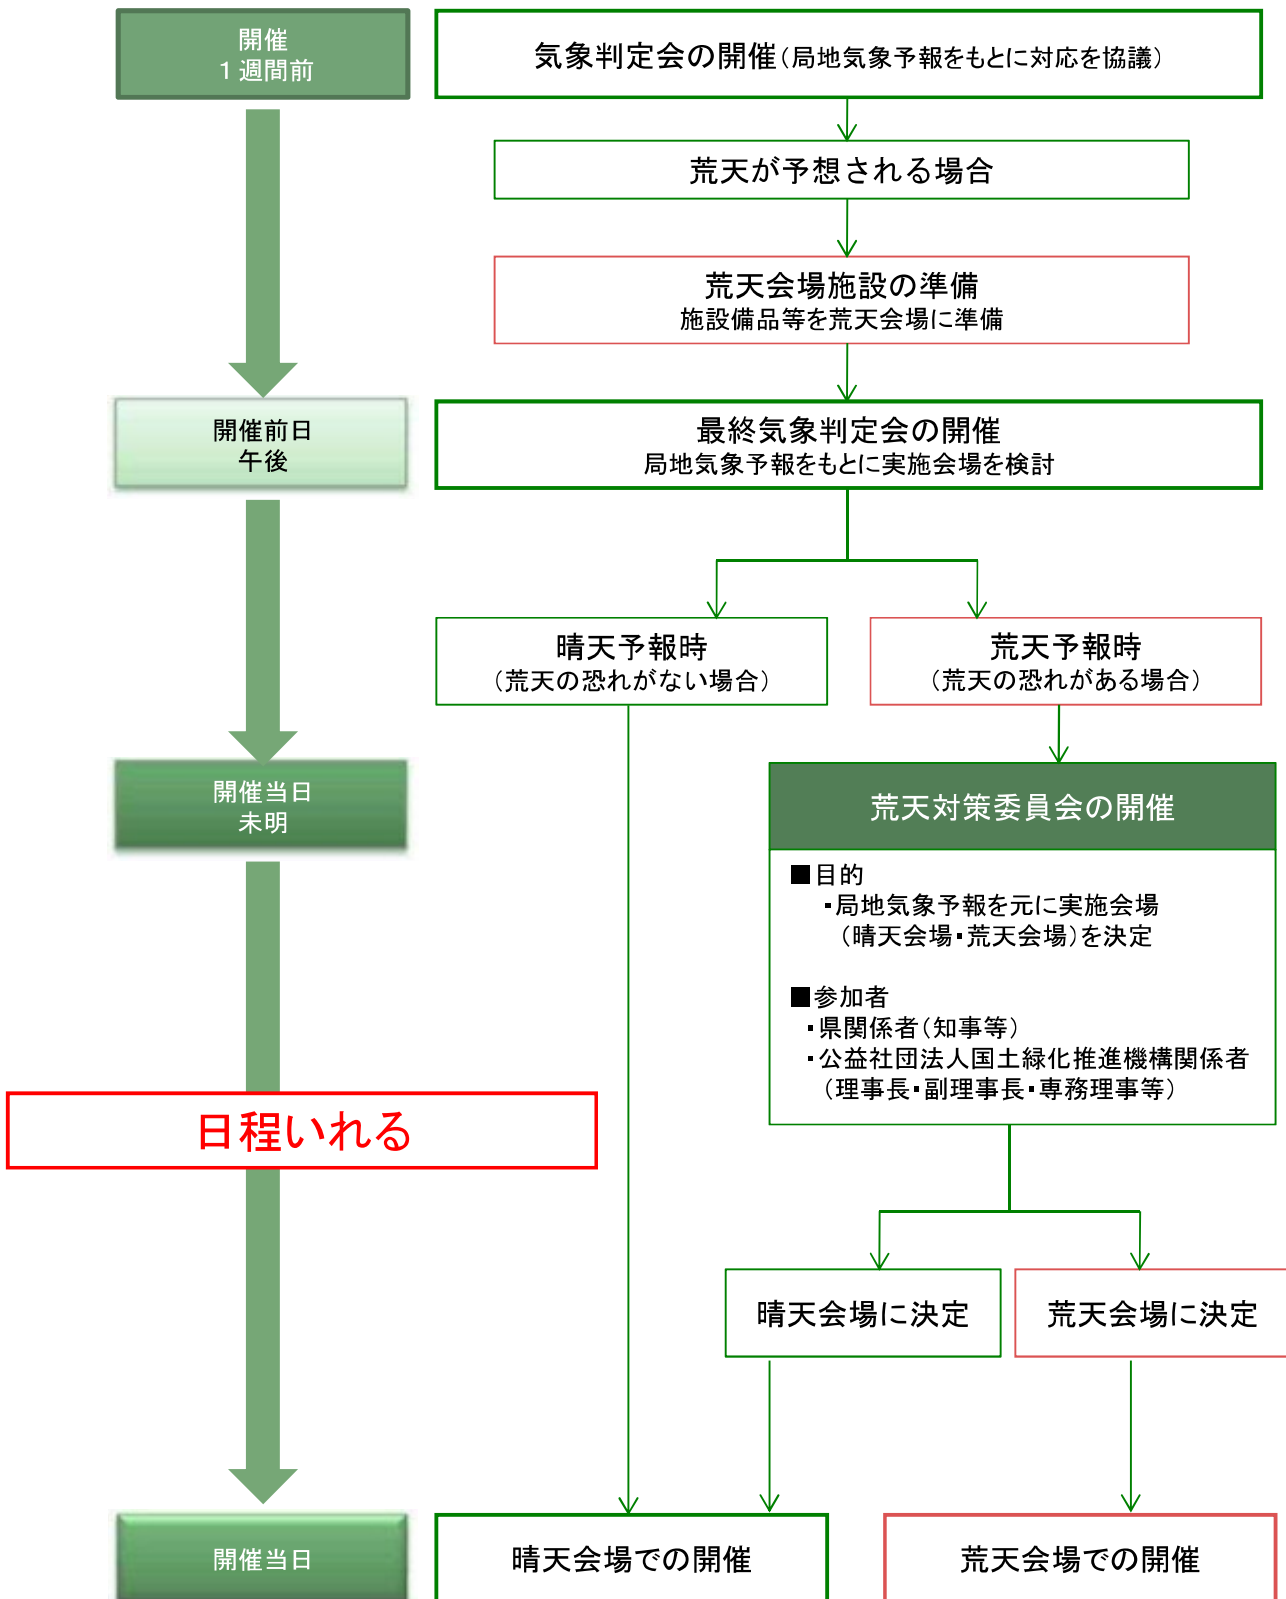 開催
１週間前
気象判定会の開催（局地気象予報をもとに対応を協議）
荒天が予想される場合
荒天会場施設の準備
施設備品等を荒天会場に準備
開催前日
午後
最終気象判定会の開催
局地気象予報をもとに実施会場を検討
晴天予報時
（荒天の恐れがない場合）
荒天予報時
（荒天の恐れがある場合）
開催当日
未明
荒天対策委員会の開催
■目的
・局地気象予報を元に実施会場
（晴天会場・荒天会場）を決定
■参加者
・県関係者（知事等）
・公益社団法人国土緑化推進機構関係者
（理事長・副理事長・専務理事等）
日程いれる
晴天会場に決定
荒天会場に決定
開催当日
晴天会場での開催
荒天会場での開催